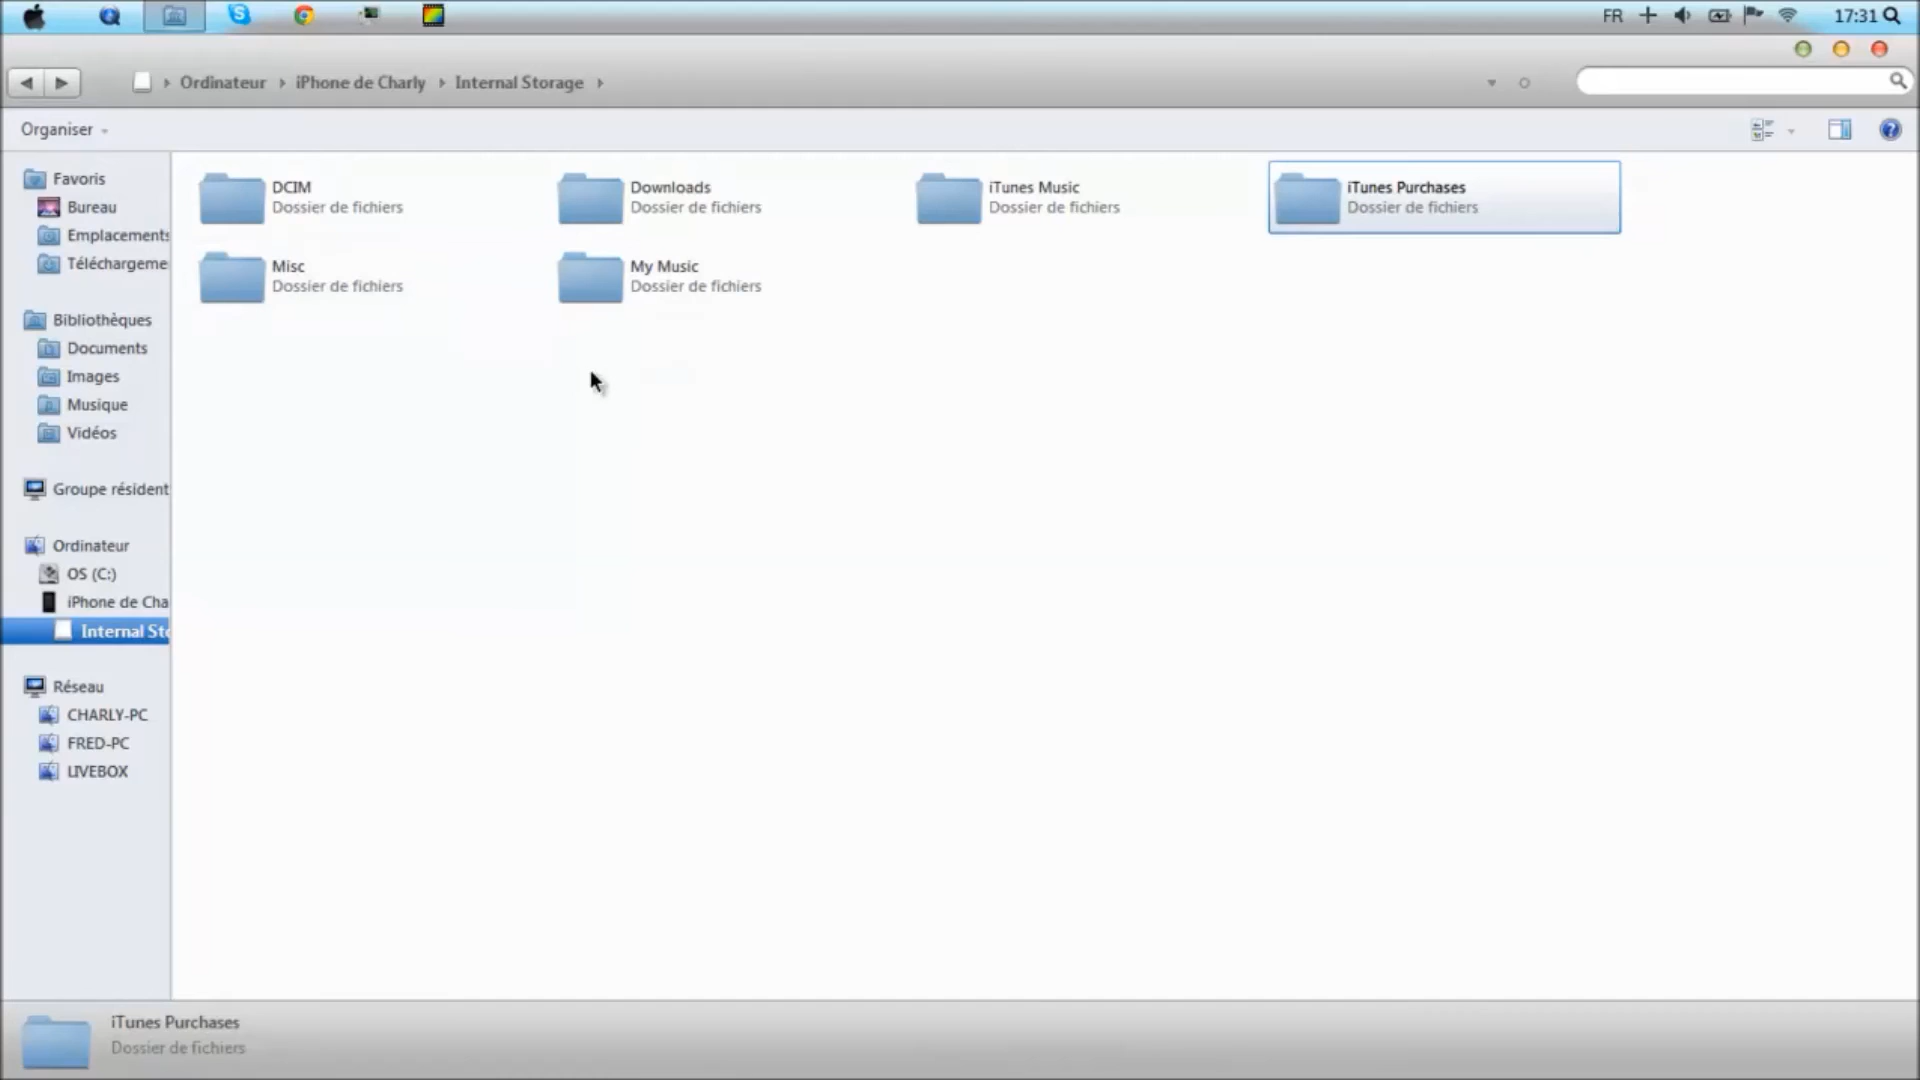 FR
17:31
Ordinateur
iPhone de Charly
Internal Storage
Organiser
Favoris
Bureau
Emplacements
Téléchargeme
Bibliothèques
Documents
Images
Musique
Vidéos
Groupe résident
Ordinateur
OS (C:)
iPhone de Cha
Internal Sto
Réseau
CHARLY-PC
FRED-PC
LIVEBOX
DCIM
Dossier de fichiers
Downloads
Dossier de fichiers
iTunes Music
Dossier de fichiers
iTunes Purchases
Dossier de fichiers
Misc
Dossier de fichiers
My Music
Dossier de fichiers
iTunes Purchases
Dossier de fichiers